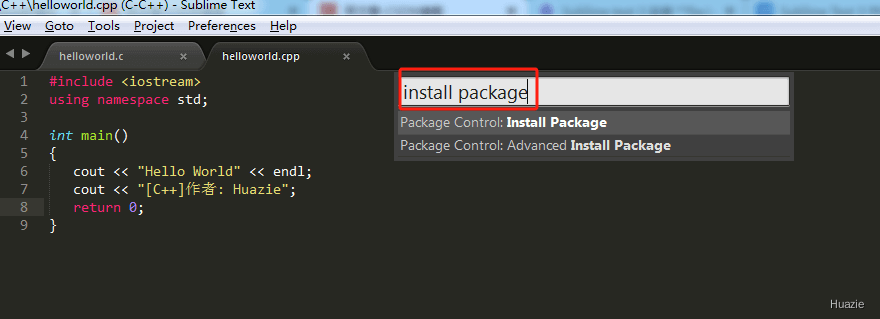 C++\helloworld.cpp (C-C++) - Sublime Text
View Goto Tools Project Preferences Help
helloworld.c × helloworld.cpp ×
1 #include <iostream>
2 using namespace std;
3
4 int main()
5 {
6 cout << "Hello World" << endl;
7 cout << "[C++]作者: Huazie";
8 return 0;
9 }
install package
Package Control: Install Package
Package Control: Advanced Install Package
Huazie